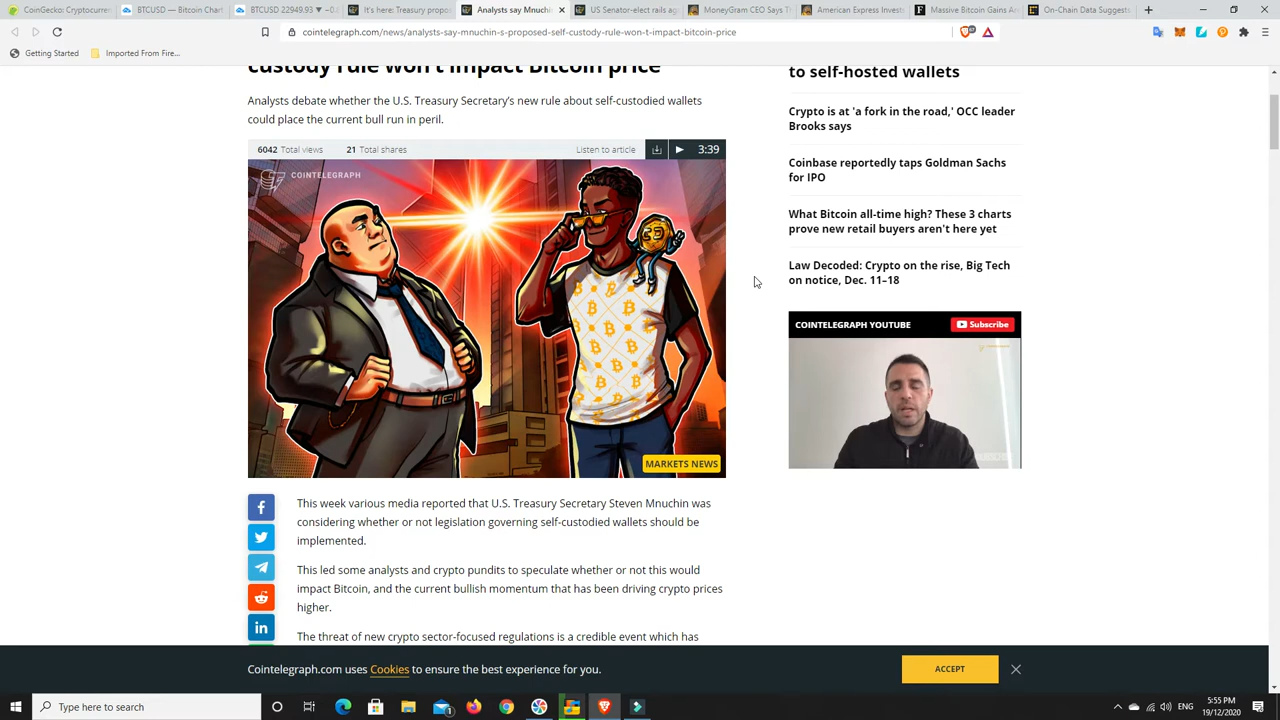 CoinGecko: Cryptocurren
BTCUSD — Bitcoin Chart
BTCUSD 22949.93 ▼ −0.
It's here: Treasury propo
Analysts say Mnuchin
US Senator-elect rails ag
MoneyGram CEO Says T
American Express Invest
Massive Bitcoin Gains Ar
On-Chain Data Suggests
cointelegraph.com/news/analysts-say-mnuchin-s-proposed-self-custody-rule-won-t-impact-bitcoin-price
Getting Started
Imported From Fire...
custody rule won't impact Bitcoin price
Analysts debate whether the U.S. Treasury Secretary's new rule about self-custodied wallets
could place the current bull run in peril.
6042 Total views
21 Total shares
Listen to article
3:39
COINTELEGRAPH
MARKETS NEWS
This week various media reported that U.S. Treasury Secretary Steven Mnuchin was
considering whether or not legislation governing self-custodied wallets should be
implemented.
This led some analysts and crypto pundits to speculate whether or not this would
impact Bitcoin, and the current bullish momentum that has been driving crypto prices
higher.
The threat of new crypto sector-focused regulations is a credible event which has
to self-hosted wallets
Crypto is at 'a fork in the road,' OCC leader
Brooks says
Coinbase reportedly taps Goldman Sachs
for IPO
What Bitcoin all-time high? These 3 charts
prove new retail buyers aren't here yet
Law Decoded: Crypto on the rise, Big Tech
on notice, Dec. 11–18
COINTELEGRAPH YOUTUBE
Subscribe
Cointelegraph.com uses Cookies to ensure the best experience for you.
ACCEPT
Type here to search
ENG
5:55 PM
19/12/2020